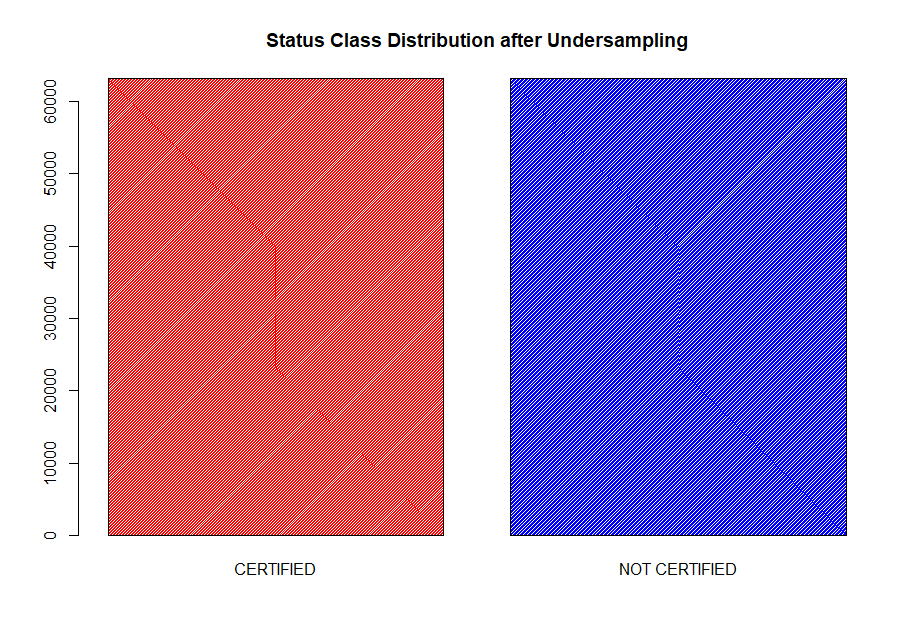 Status Class Distribution after Undersampling
60000
50000
40000
30000
20000
10000
0
CERTIFIED
NOT CERTIFIED